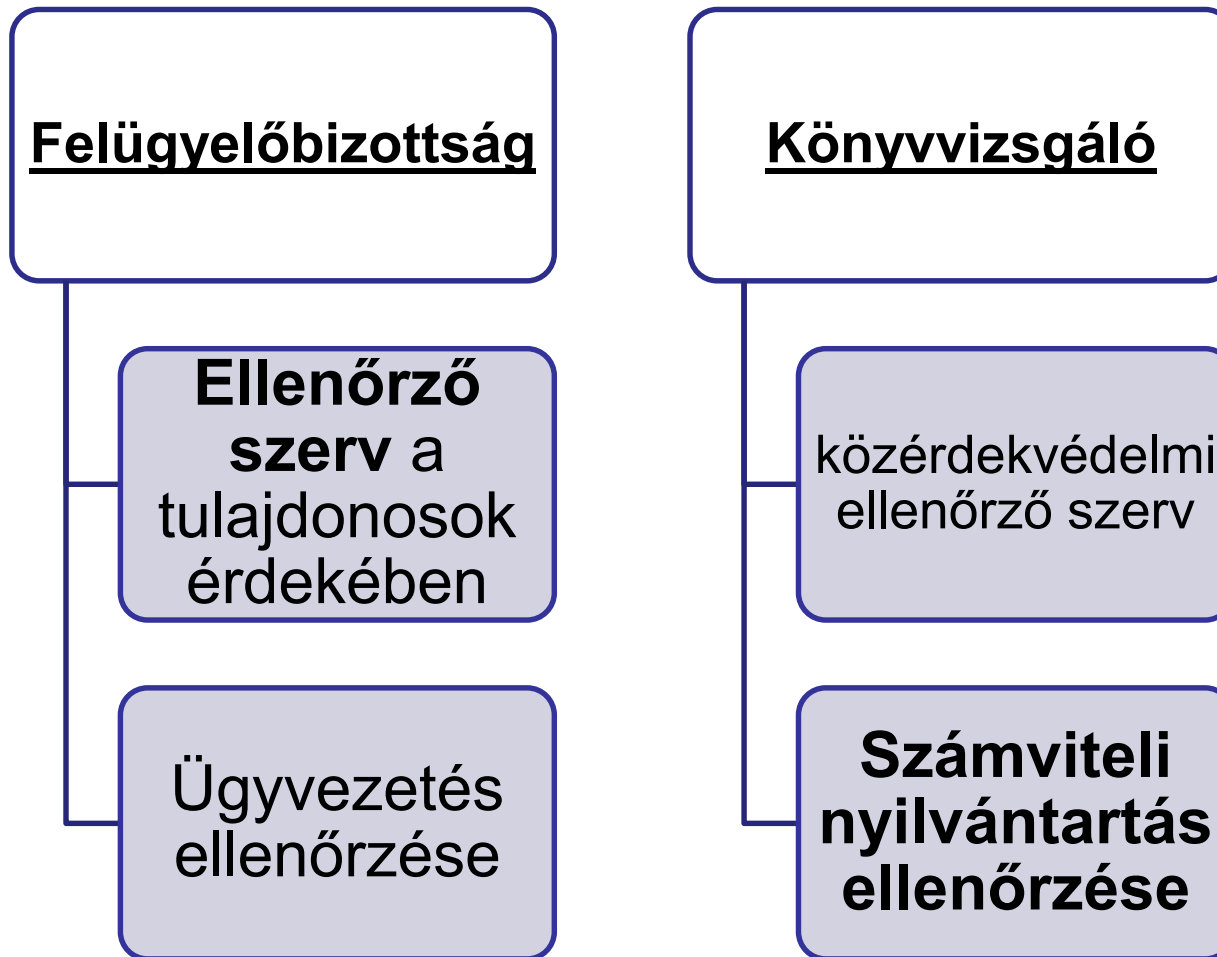 Felügyelőbizottság
Ellenőrző
szerv a
tulajdonosok
érdekében
Ügyvezetés
ellenőrzése
Könyvvizsgáló
közérdekvédelmi
ellenőrző szerv
Számviteli
nyilvántartás
ellenőrzése